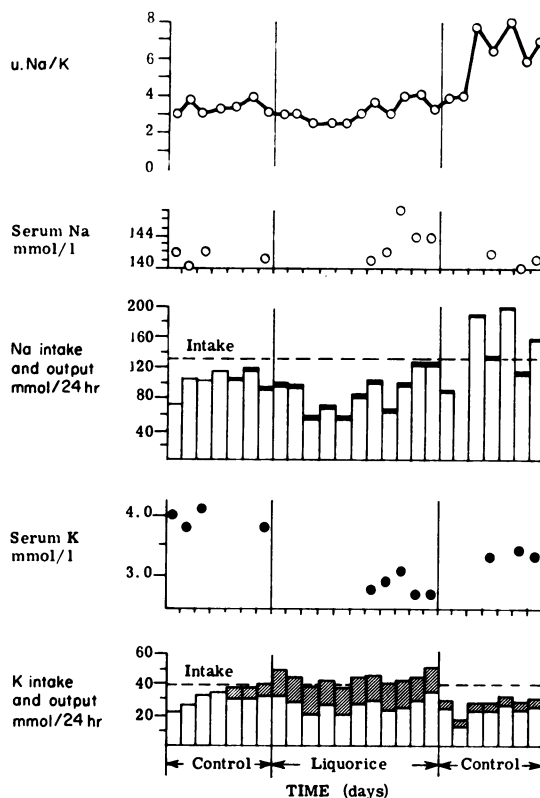 8
6
u. Na/K
4
2
0
Serum Na
mmol/l
144
140
200
160
Intake
Na intake
and output
mmol/24 hr
120
80
40
4.0
Serum K
mmol/l
3.0
60
Intake
K intake
and output
mmol/24 hr
40
20
Control
Liquorice
Control
TIME (days)